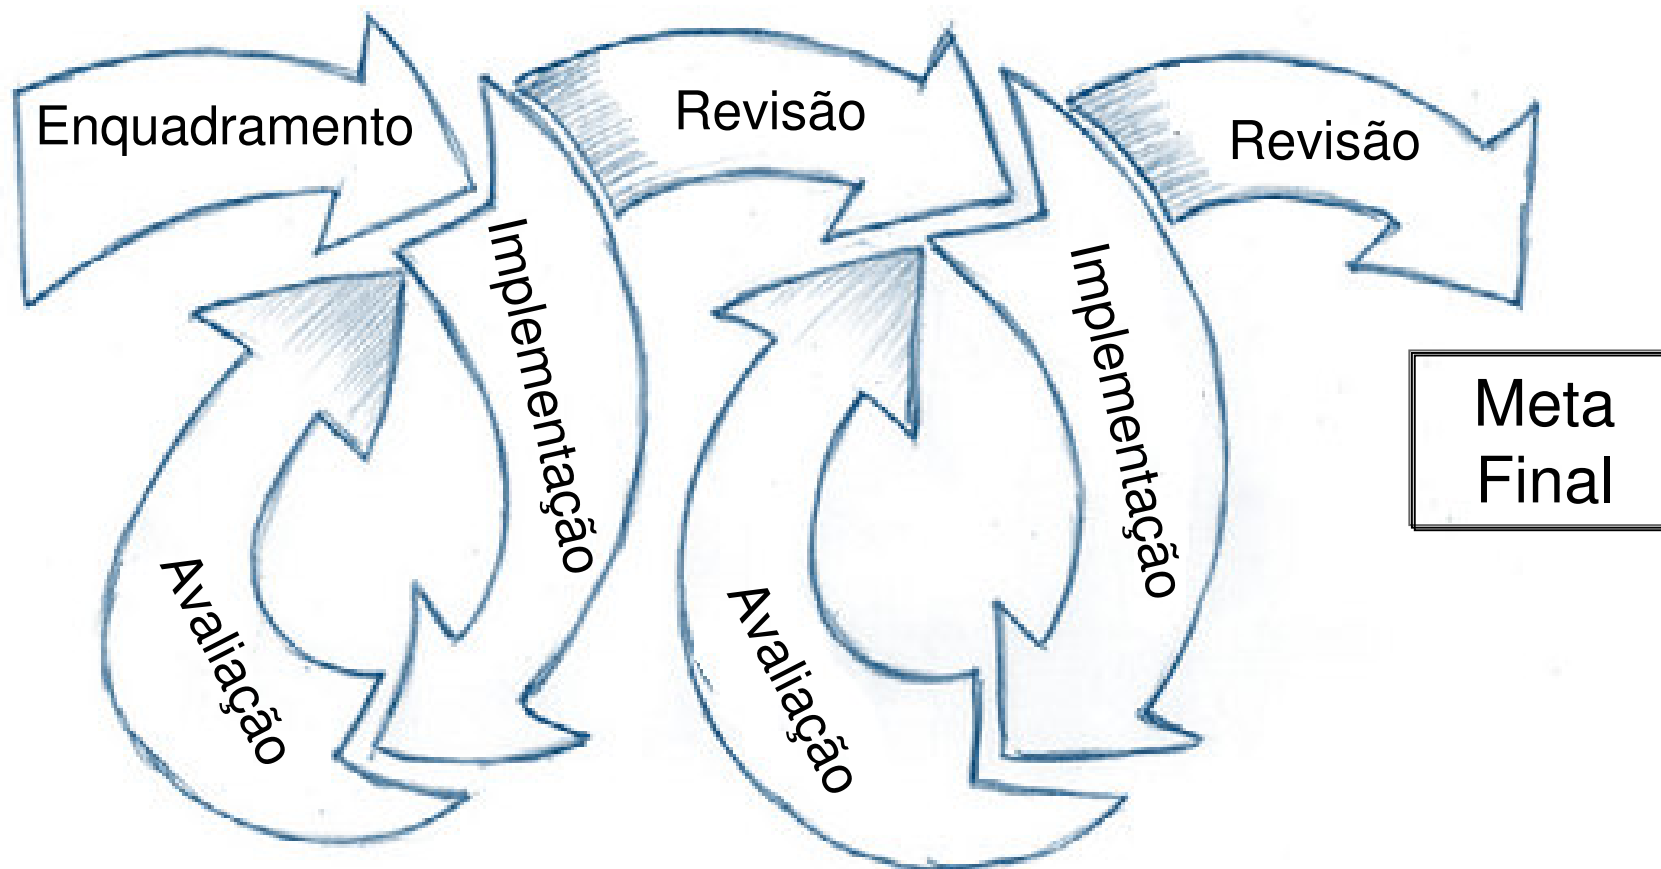 Enquadramento
Revisão
Revisão
Implementação
Implementação
Avaliação
Avaliação
Meta
Final